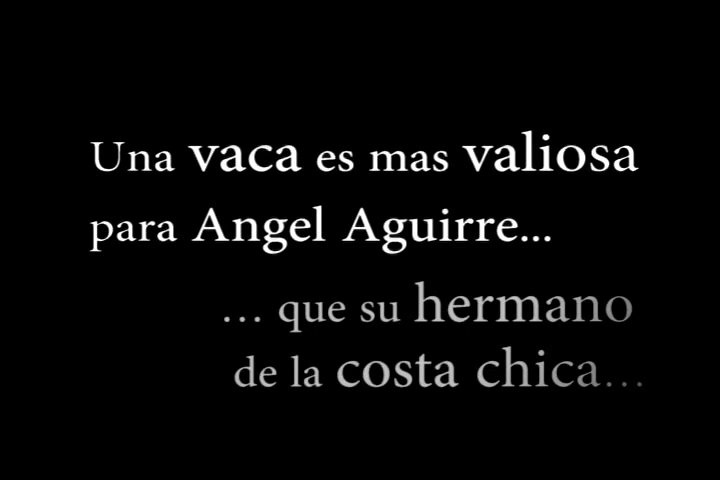 Una vaca es mas valiosa
para Angel Aguirre...
... que su hermano
de la costa chica...